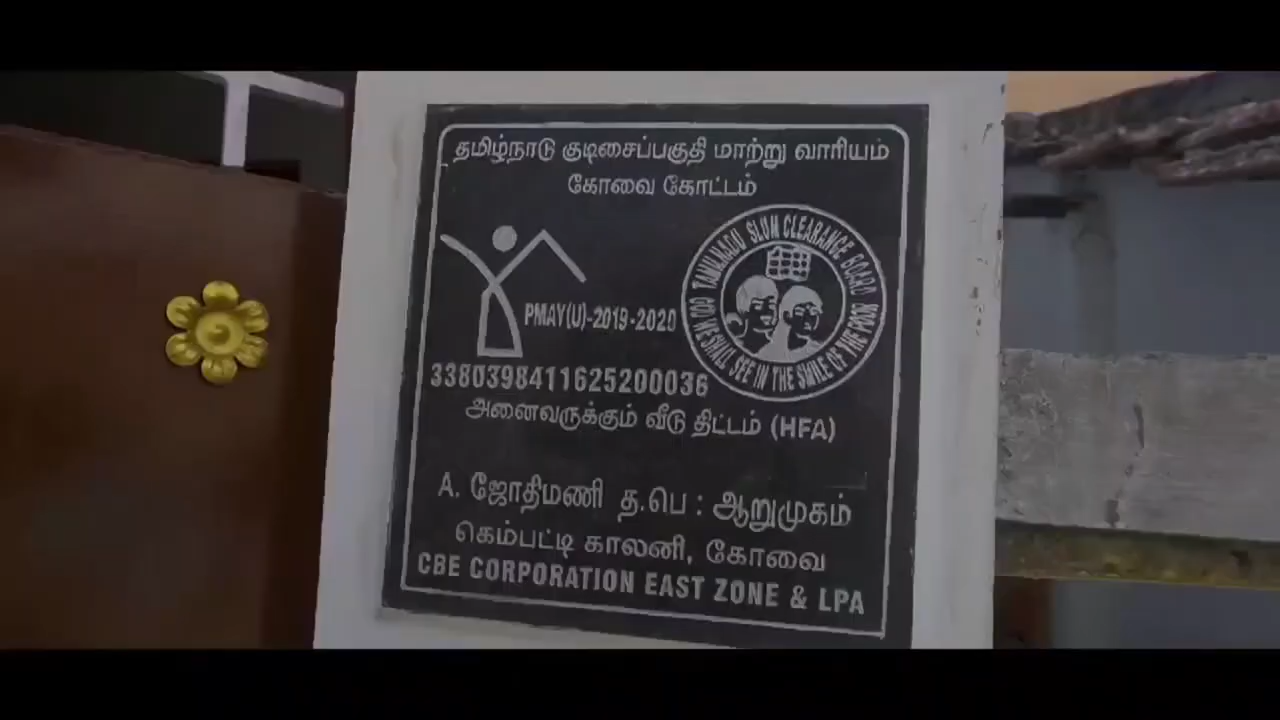 தமிழ்நாடு குடிசைப்பகுதி மாற்று வாரியம்
கோவை கோட்டம்
TAMILNADU SLUM CLEARANCE BOARD
GOD WE SHALL SEE IN THE SMILE OF THE POOR
PMAY(U)-2019-2020
3380398411625200036
அனைவருக்கும் வீடு திட்டம் (HFA)
A. ஜோதிமணி த.பெ : ஆறுமுகம்
கெம்பட்டி காலனி, கோவை
CBE CORPORATION EAST ZONE & LPA